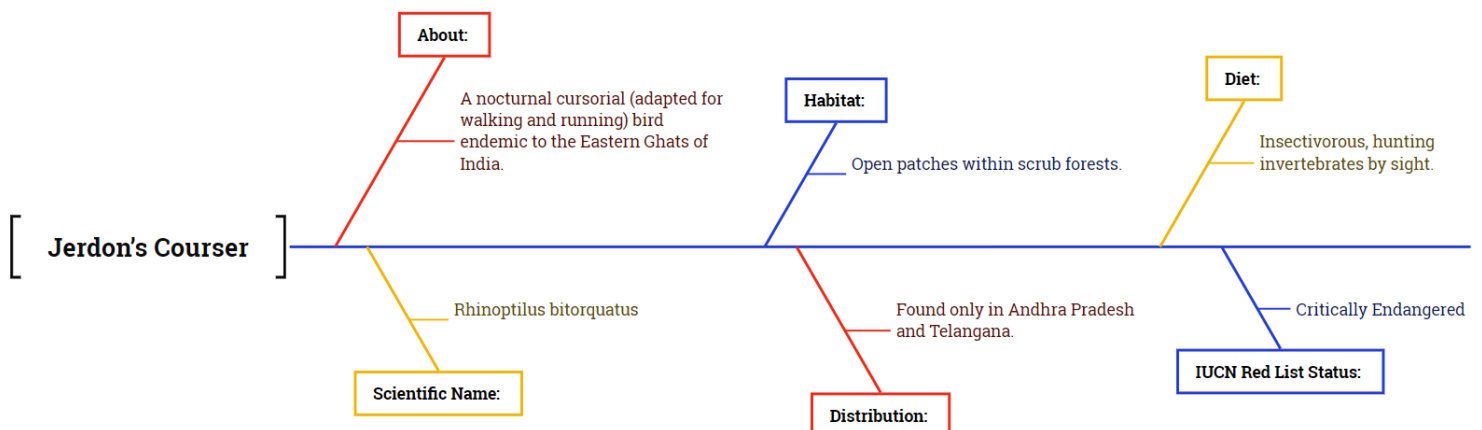 Jerdon's Courser
About:
A nocturnal cursorial (adapted for
walking and running) bird
endemic to the Eastern Ghats of
India.
Scientific Name:
Rhinoptilus bitorquatus
Habitat:
Open patches within scrub forests.
Distribution:
Found only in Andhra Pradesh
and Telangana.
Diet:
Insectivorous, hunting
invertebrates by sight.
IUCN Red List Status:
Critically Endangered